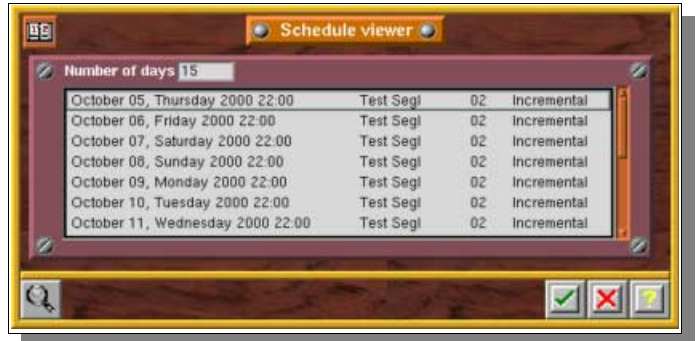 Schedule viewer
Number of days 15
October 05, Thursday 2000 22:00 Test Segl 02 Incremental
October 06, Friday 2000 22:00 Test Segl 02 Incremental
October 07, Saturday 2000 22:00 Test Segl 02 Incremental
October 08, Sunday 2000 22:00 Test Segl 02 Incremental
October 09, Monday 2000 22:00 Test Segl 02 Incremental
October 10, Tuesday 2000 22:00 Test Segl 02 Incremental
October 11, Wednesday 2000 22:00 Test Segl 02 Incremental
?